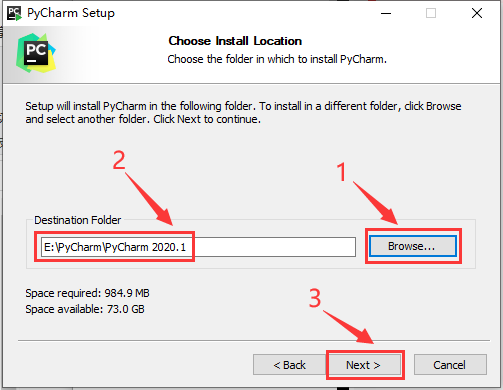 PyCharm Setup
PC
Choose Install Location
Choose the folder in which to install PyCharm.
Setup will install PyCharm in the following folder. To install in a different folder, click Browse
and select another folder. Click Next to continue.
2
1
Destination Folder
E:\PyCharm\PyCharm 2020.1
Browse...
Space required: 984.9 MB
Space available: 73.0 GB
3
< Back
Next >
Cancel